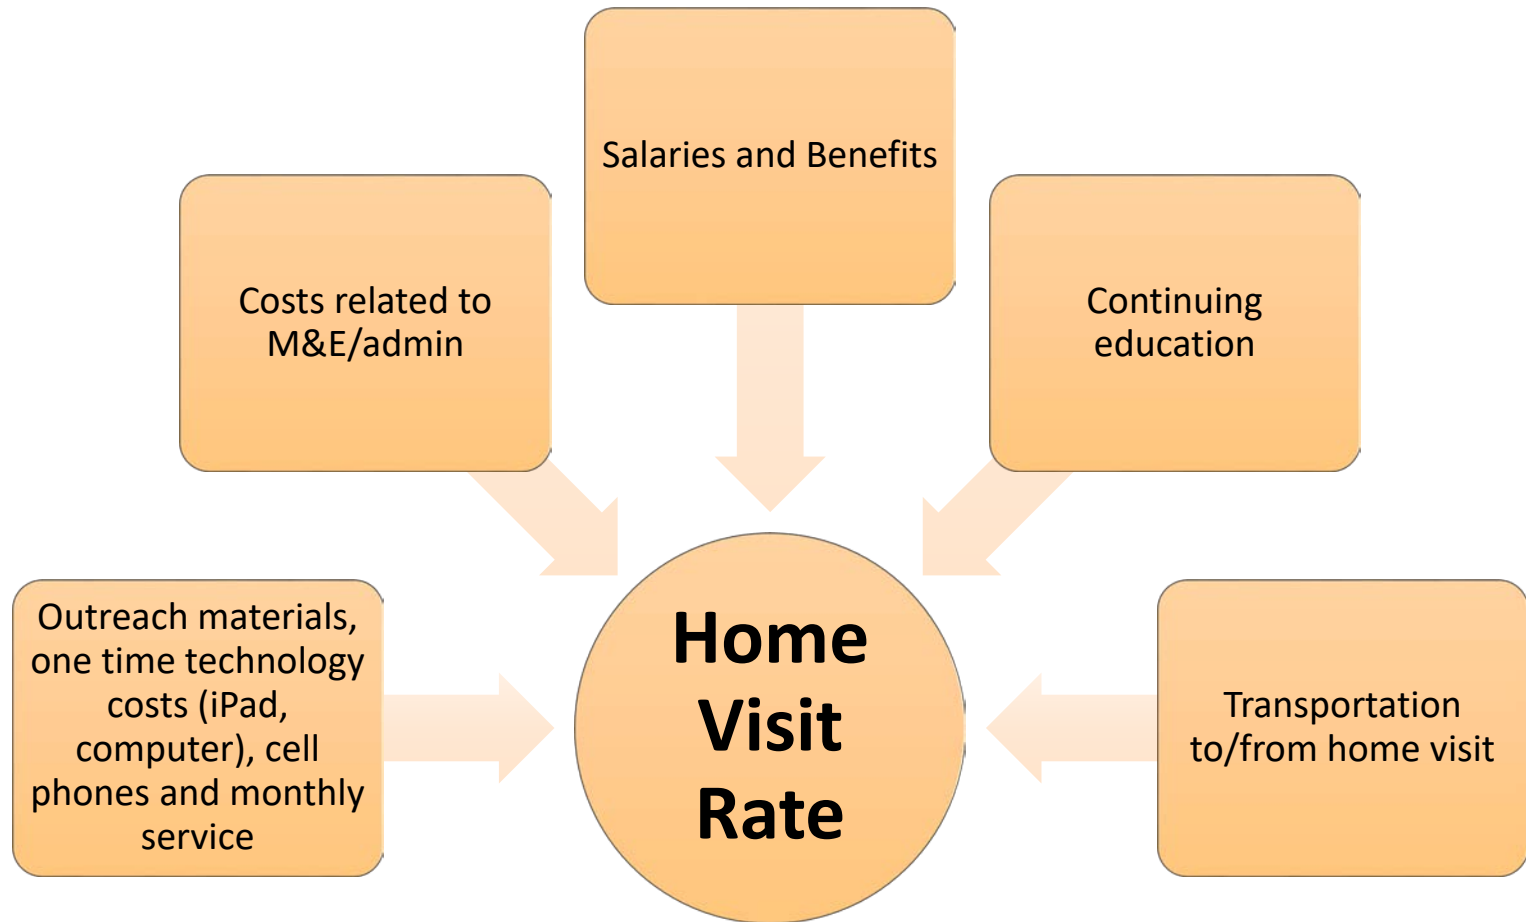 Salaries and Benefits
Costs related to
M&E/admin
Continuing
education
Outreach materials,
one time technology
costs (iPad,
computer), cell
phones and monthly
service
Home
Visit
Rate
Transportation
to/from home visit